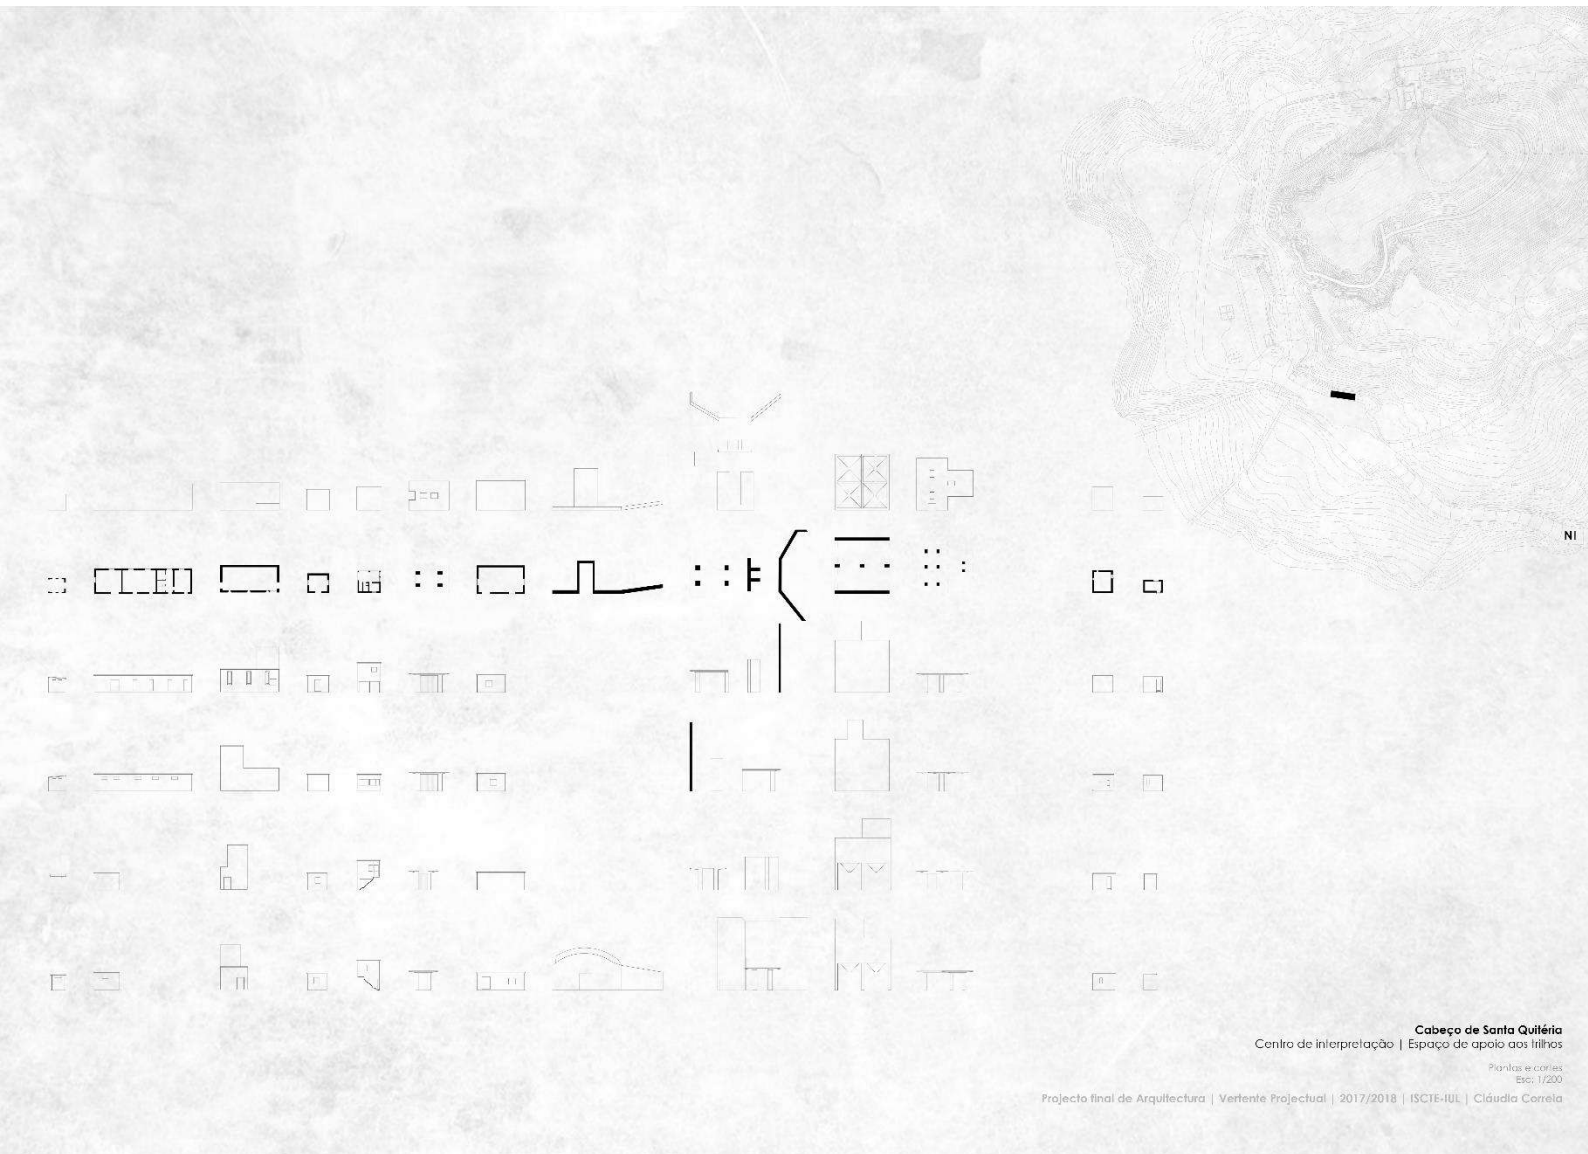 NI
Cabeço de Santa Quitéria
Centro de interpretação | Espaço de apoio aos trilhos
Plantas e cortes
Esc: 1/200
Projecto final de Arquitectura | Vertente Projectual | 2017/2018 | ISCTE-IUL | Cláudia Correia